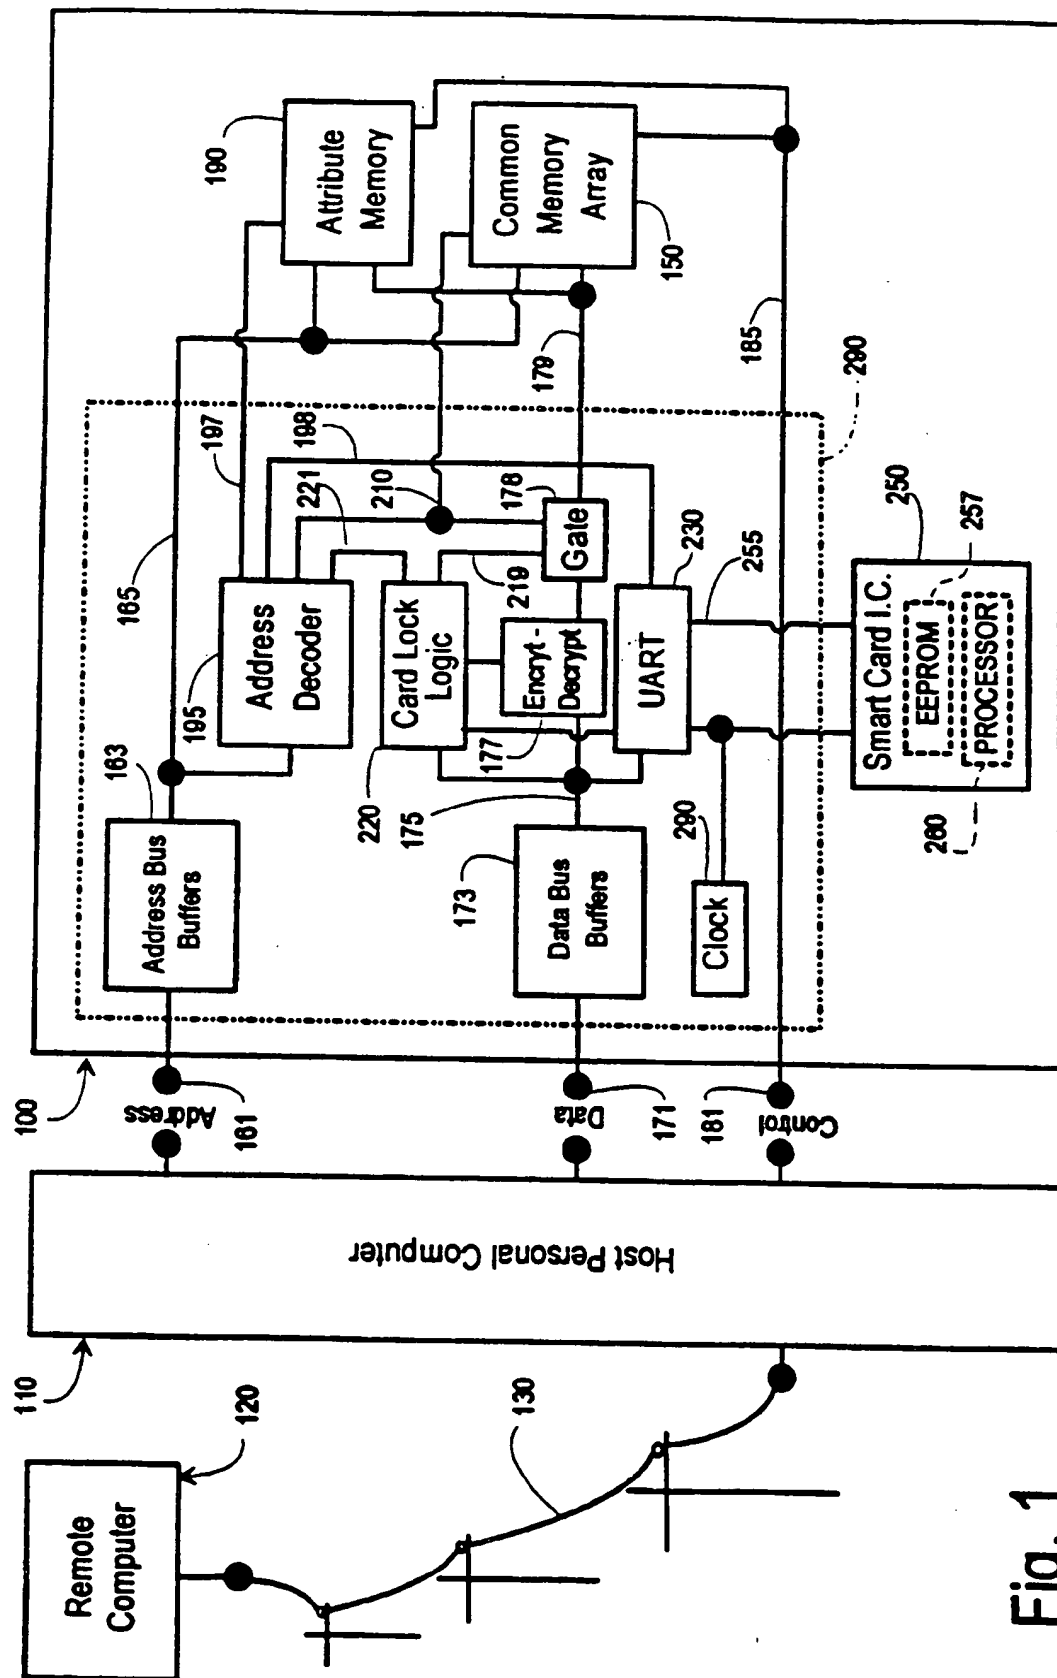 Remote
Computer
120
130
110
Host Personal Computer
100
Address
161
Data
171
181
Control
Address Bus
Buffers
163
165
195
Address
Decoder
197
198
221
210
220
Card Lock
Logic
219
178
Gate
179
177
Encryt -
Decrypt
175
173
Data Bus
Buffers
UART
230
255
290
Clock
185
290
190
Attribute
Memory
Common
Memory
Array
150
Smart Card I.C.
EEPROM
PROCESSOR
250
257
260
Fig. 1